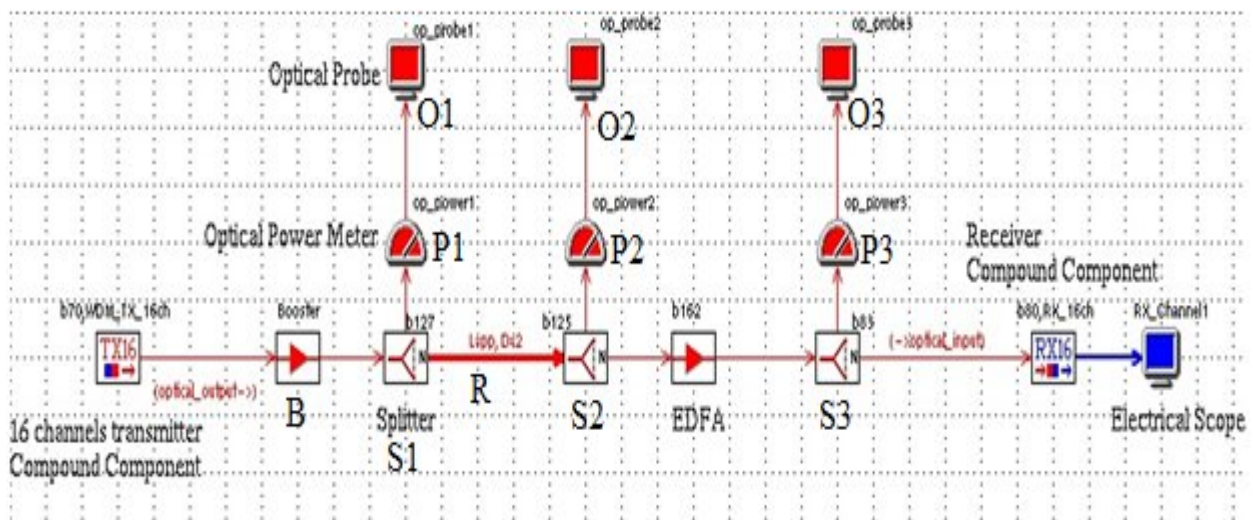 op_probe1
op_probe2
op_probe3
Optical Probe
O1
O2
O3
op_power1
op_power2
op_power3
Optical Power Meter
P1
P2
P3
Receiver
Compound Component
b70,WDM_TX_16ch
Booster
b127
b125
b162
b85
b80,RX_16ch
RX_Channel1
TX16
N
N
N
RX16
(optical_output->)
(->optical_input)
B
R
Splitter
S1
S2
EDFA
S3
Electrical Scope
16 channels transmitter
Compound Component